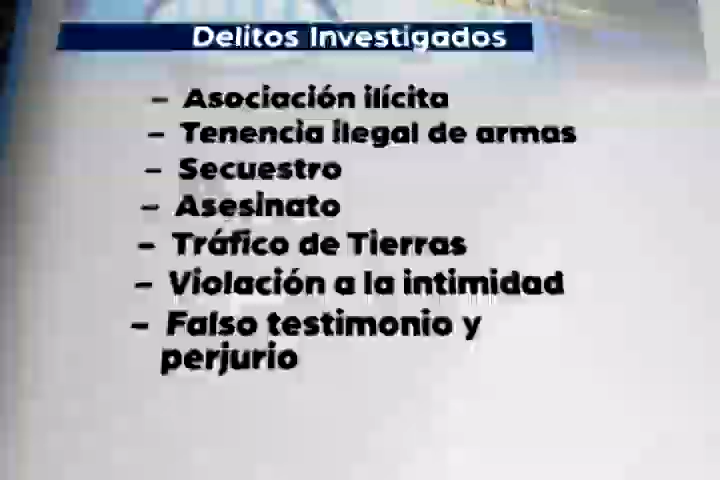 Delitos Investigados
- Asociación ilícita
- Tenencia ilegal de armas
- Secuestro
- Asesinato
- Tráfico de Tierras
- Violación a la intimidad
- Falso testimonio y
perjurio